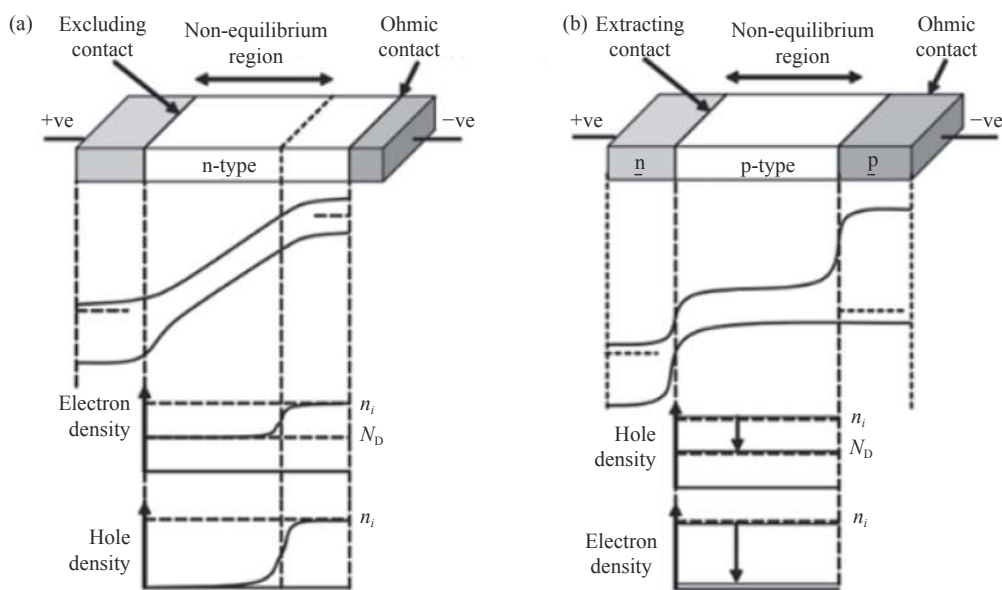 (a)
Excluding
contact
Non-equilibrium
region
Ohmic
contact
+ve
−ve
n-type
Electron
density
n_i
N_D
Hole
density
n_i
(b)
Extracting
contact
Non-equilibrium
region
Ohmic
contact
+ve
−ve
n
p-type
p
Hole
density
n_i
N_D
Electron
density
n_i